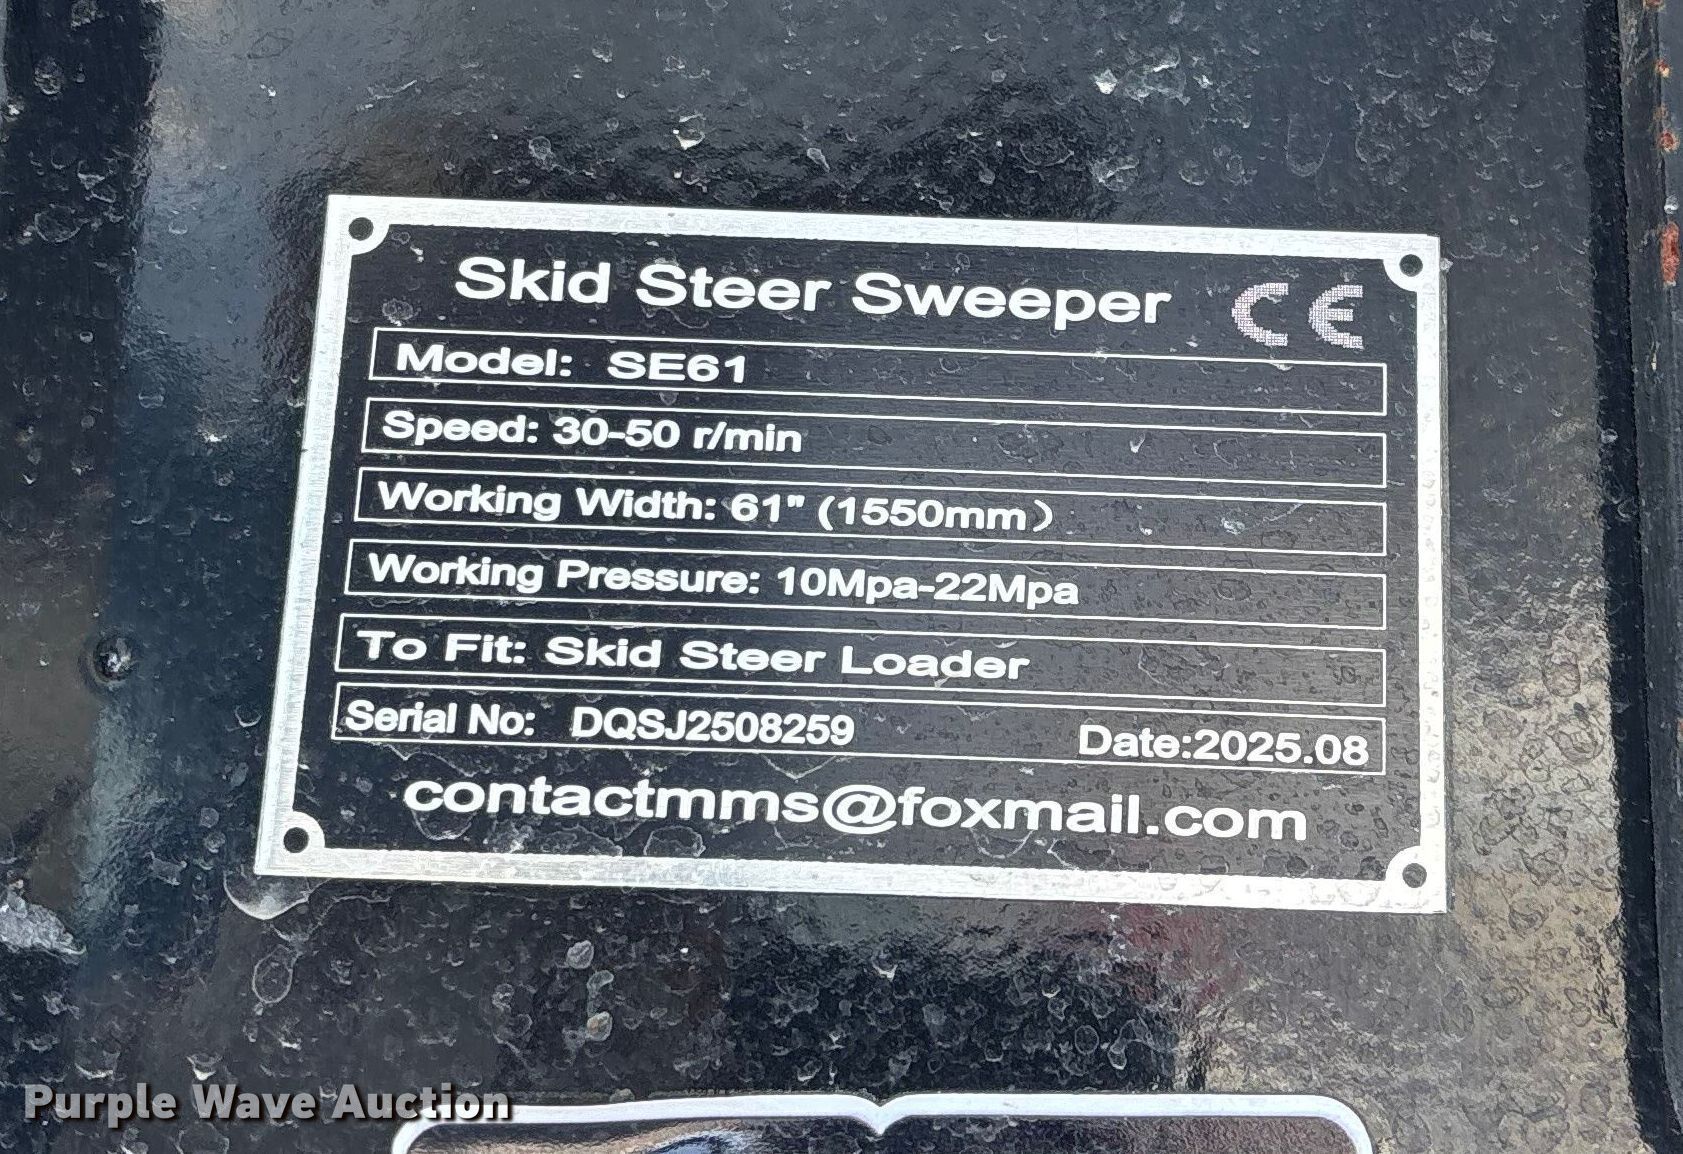 Skid Steer Sweeper CE
Model: SE61
Speed: 30-50 r/min
Working Width: 61" (1550mm）
Working Pressure: 10Mpa-22Mpa
To Fit: Skid Steer Loader
Serial No: DQSJ2508259 Date:2025.08
contactmms@foxmail.com
Purple Wave Auction